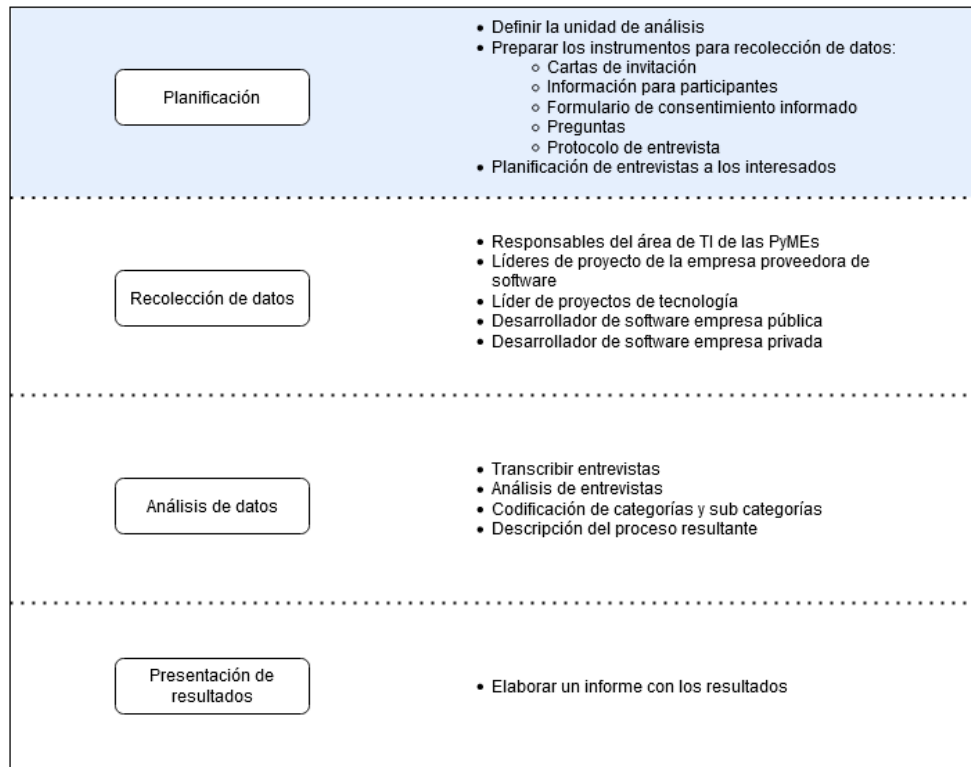 Planificación
• Definir la unidad de análisis
• Preparar los instrumentos para recolección de datos:
○ Cartas de invitación
○ Información para participantes
○ Formulario de consentimiento informado
○ Preguntas
○ Protocolo de entrevista
• Planificación de entrevistas a los interesados
Recolección de datos
• Responsables del área de TI de las PyMEs
• Líderes de proyecto de la empresa proveedora de
software
• Líder de proyectos de tecnología
• Desarrollador de software empresa pública
• Desarrollador de software empresa privada
Análisis de datos
• Transcribir entrevistas
• Análisis de entrevistas
• Codificación de categorías y sub categorías
• Descripción del proceso resultante
Presentación de
resultados
• Elaborar un informe con los resultados